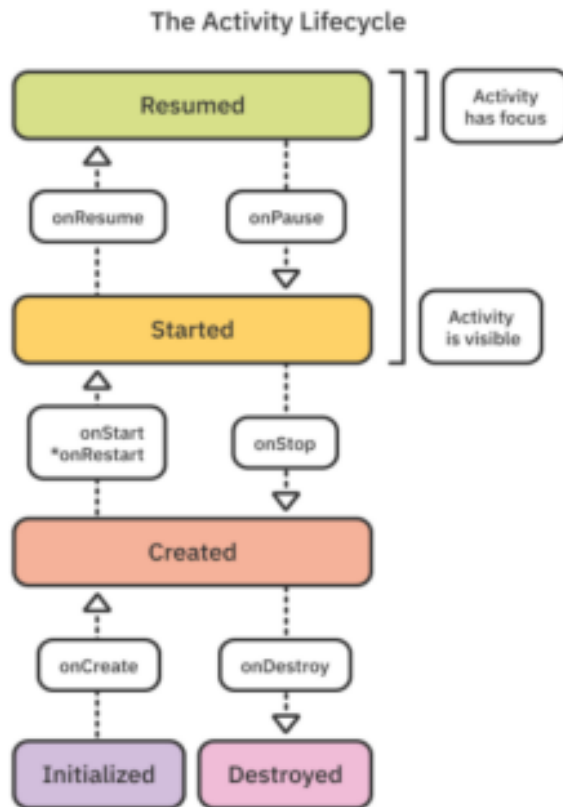 The Activity Lifecycle
Resumed
Activity
has focus
onResume
onPause
Started
Activity
is visible
onStart
*onRestart
onStop
Created
onCreate
onDestroy
Initialized
Destroyed